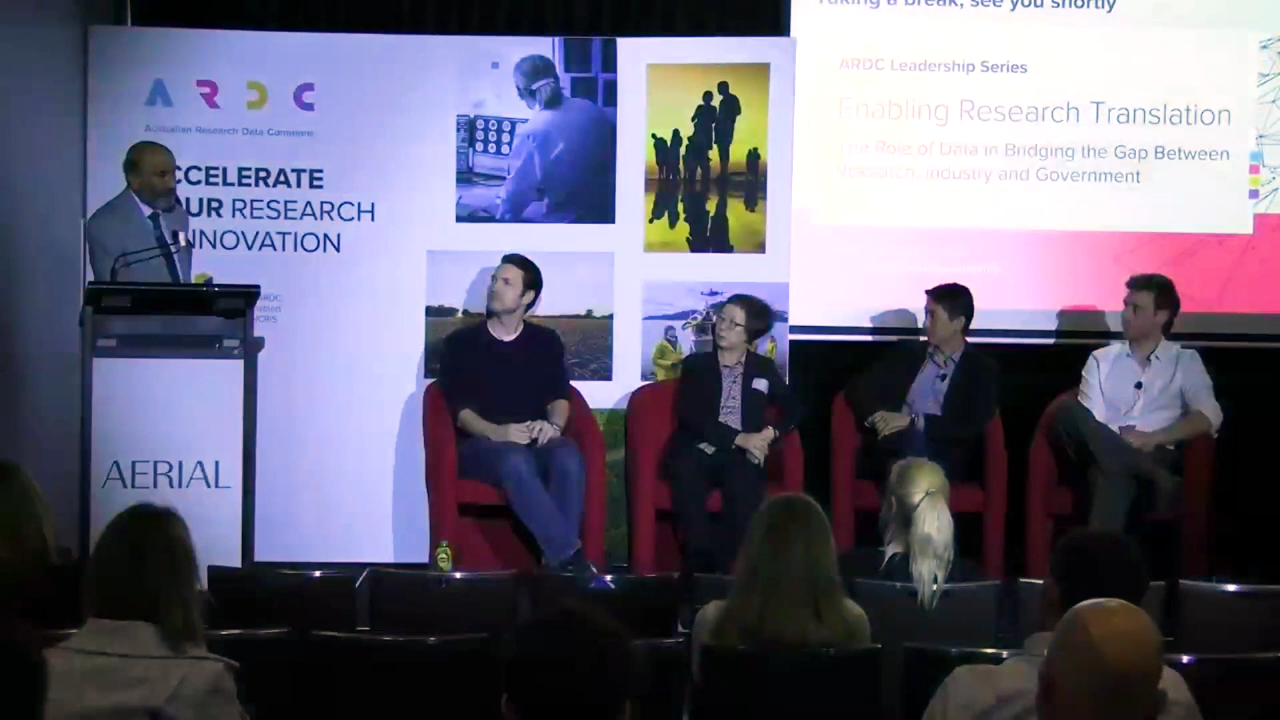 Taking a break, see you shortly
ARDC Leadership Series
Enabling Research Translation
The Role of Data in Bridging the Gap Between
Research, Industry and Government
ARDC
Australian Research Data Commons
CCELERATE
UR RESEARCH
NNOVATION
AERIAL